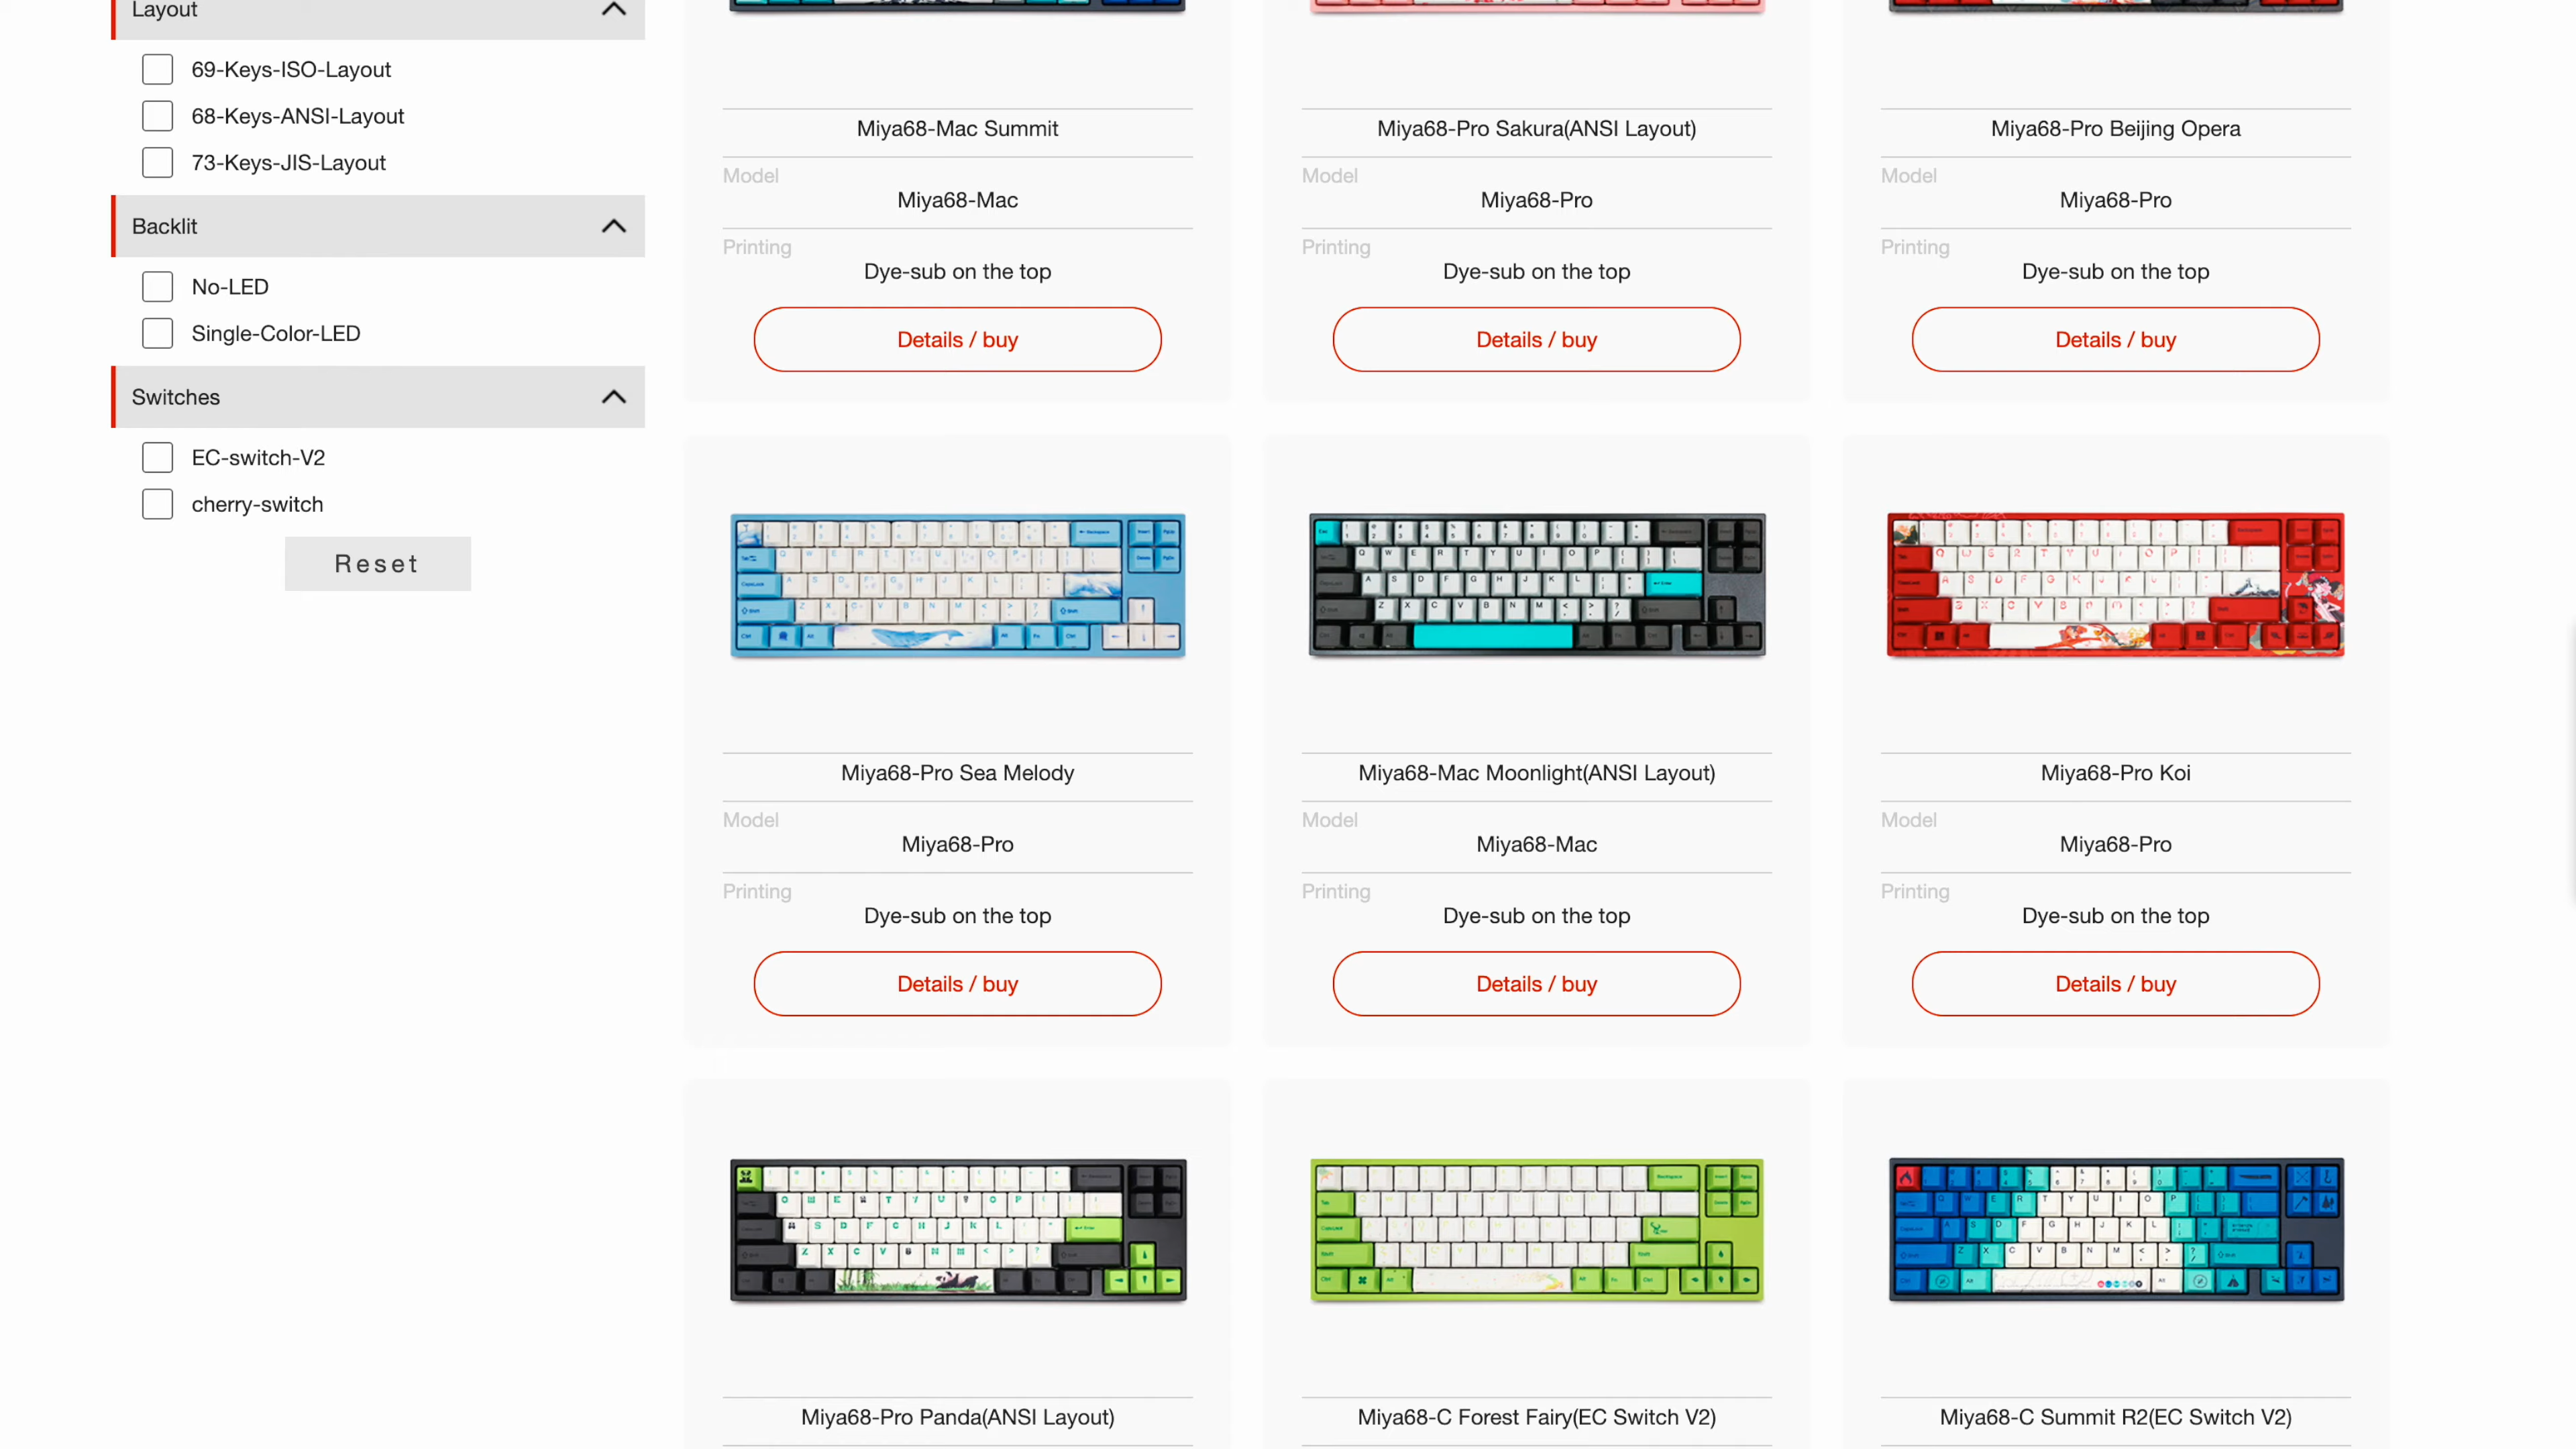 Layout
69-Keys-ISO-Layout
68-Keys-ANSI-Layout
73-Keys-JIS-Layout
Backlit
No-LED
Single-Color-LED
Switches
EC-switch-V2
cherry-switch
Reset
Miya68-Mac Summit
Model
Miya68-Mac
Printing
Dye-sub on the top
Details / buy
Miya68-Pro Sakura(ANSI Layout)
Model
Miya68-Pro
Printing
Dye-sub on the top
Details / buy
Miya68-Pro Beijing Opera
Model
Miya68-Pro
Printing
Dye-sub on the top
Details / buy
Miya68-Pro Sea Melody
Model
Miya68-Pro
Printing
Dye-sub on the top
Details / buy
Miya68-Mac Moonlight(ANSI Layout)
Model
Miya68-Mac
Printing
Dye-sub on the top
Details / buy
Miya68-Pro Koi
Model
Miya68-Pro
Printing
Dye-sub on the top
Details / buy
Miya68-Pro Panda(ANSI Layout)
Miya68-C Forest Fairy(EC Switch V2)
Miya68-C Summit R2(EC Switch V2)